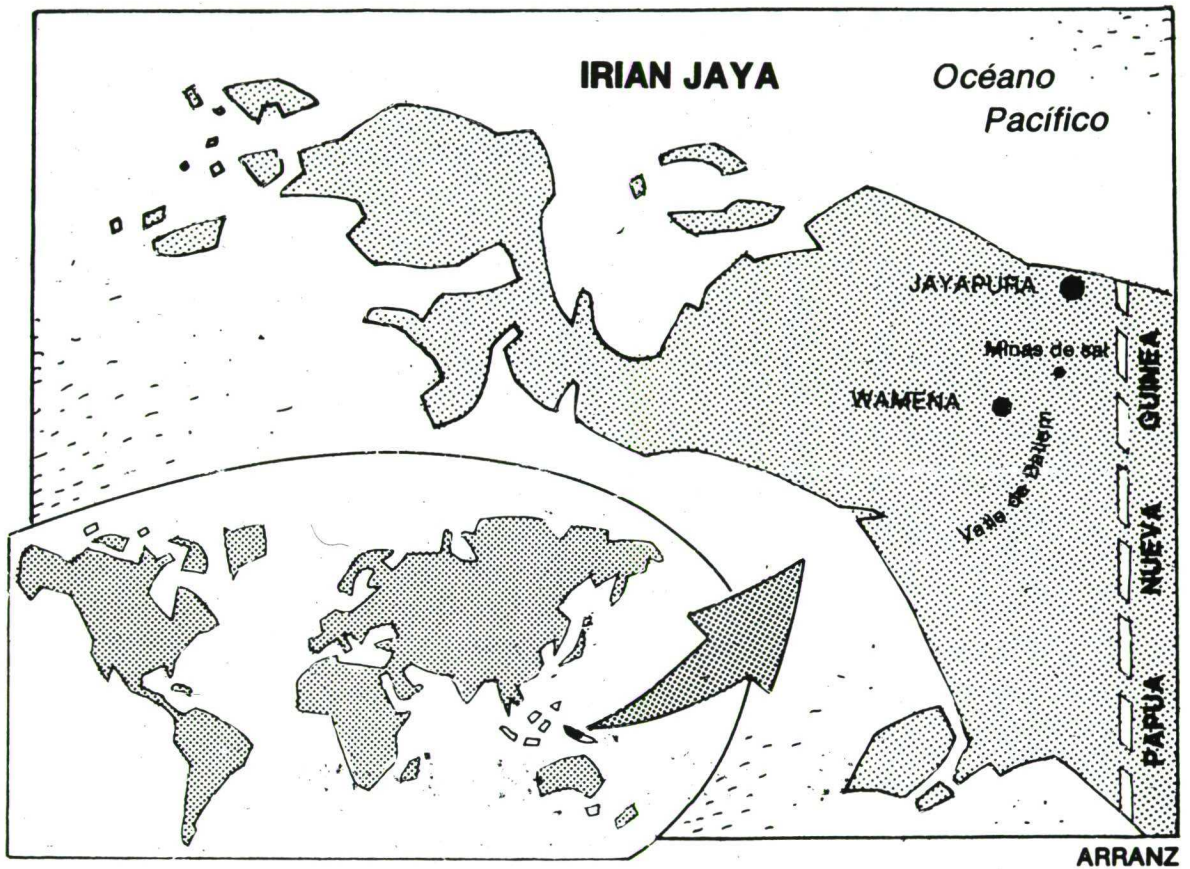 IRIAN JAYA
Océano
Pacífico
JAYAPURA
Minas de sal
WAMENA
Valle de Baliem
PAPUA NUEVA GUINEA
ARRANZ